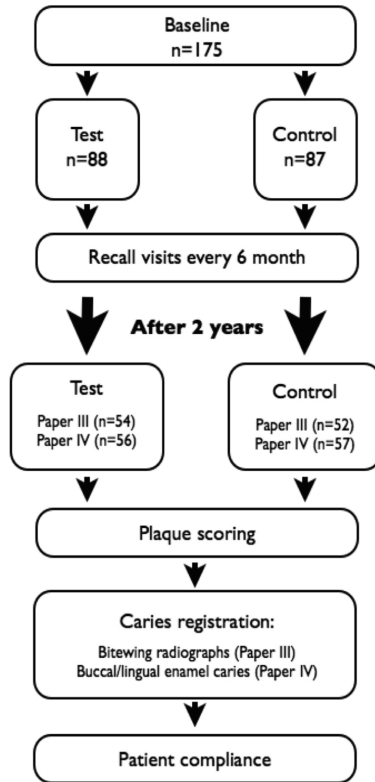 Baseline
n=175
Test
n=88
Control
n=87
Recall visits every 6 month
After 2 years
Test
Paper III (n=54)
Paper IV (n=56)
Control
Paper III (n=52)
Paper IV (n=57)
Plaque scoring
Caries registration:
Bitewing radiographs (Paper III)
Buccal/lingual enamel caries (Paper IV)
Patient compliance